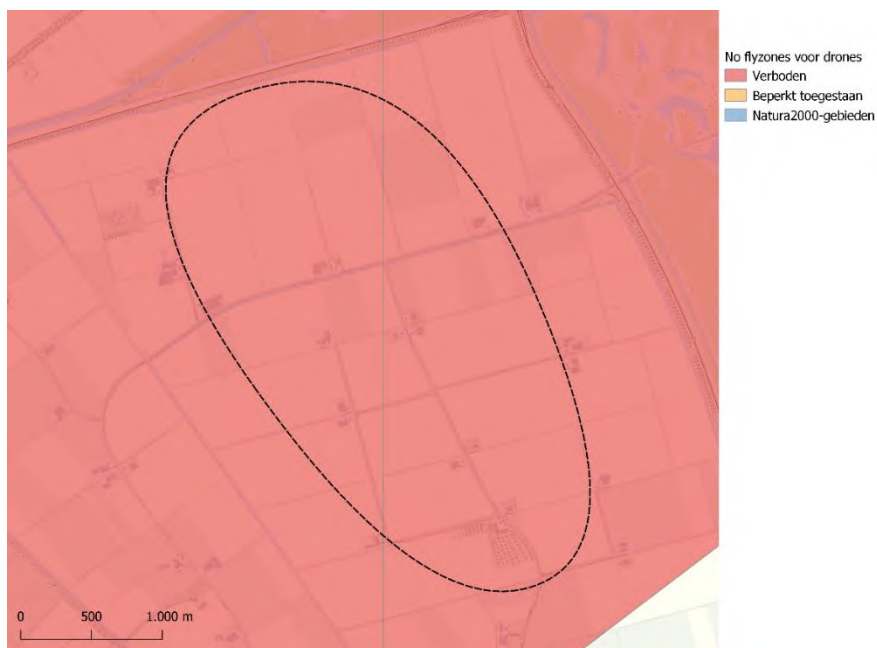 No flyzones voor drones
Verboden
Beperkt toegestaan
Natura2000-gebieden
0 500 1.000 m